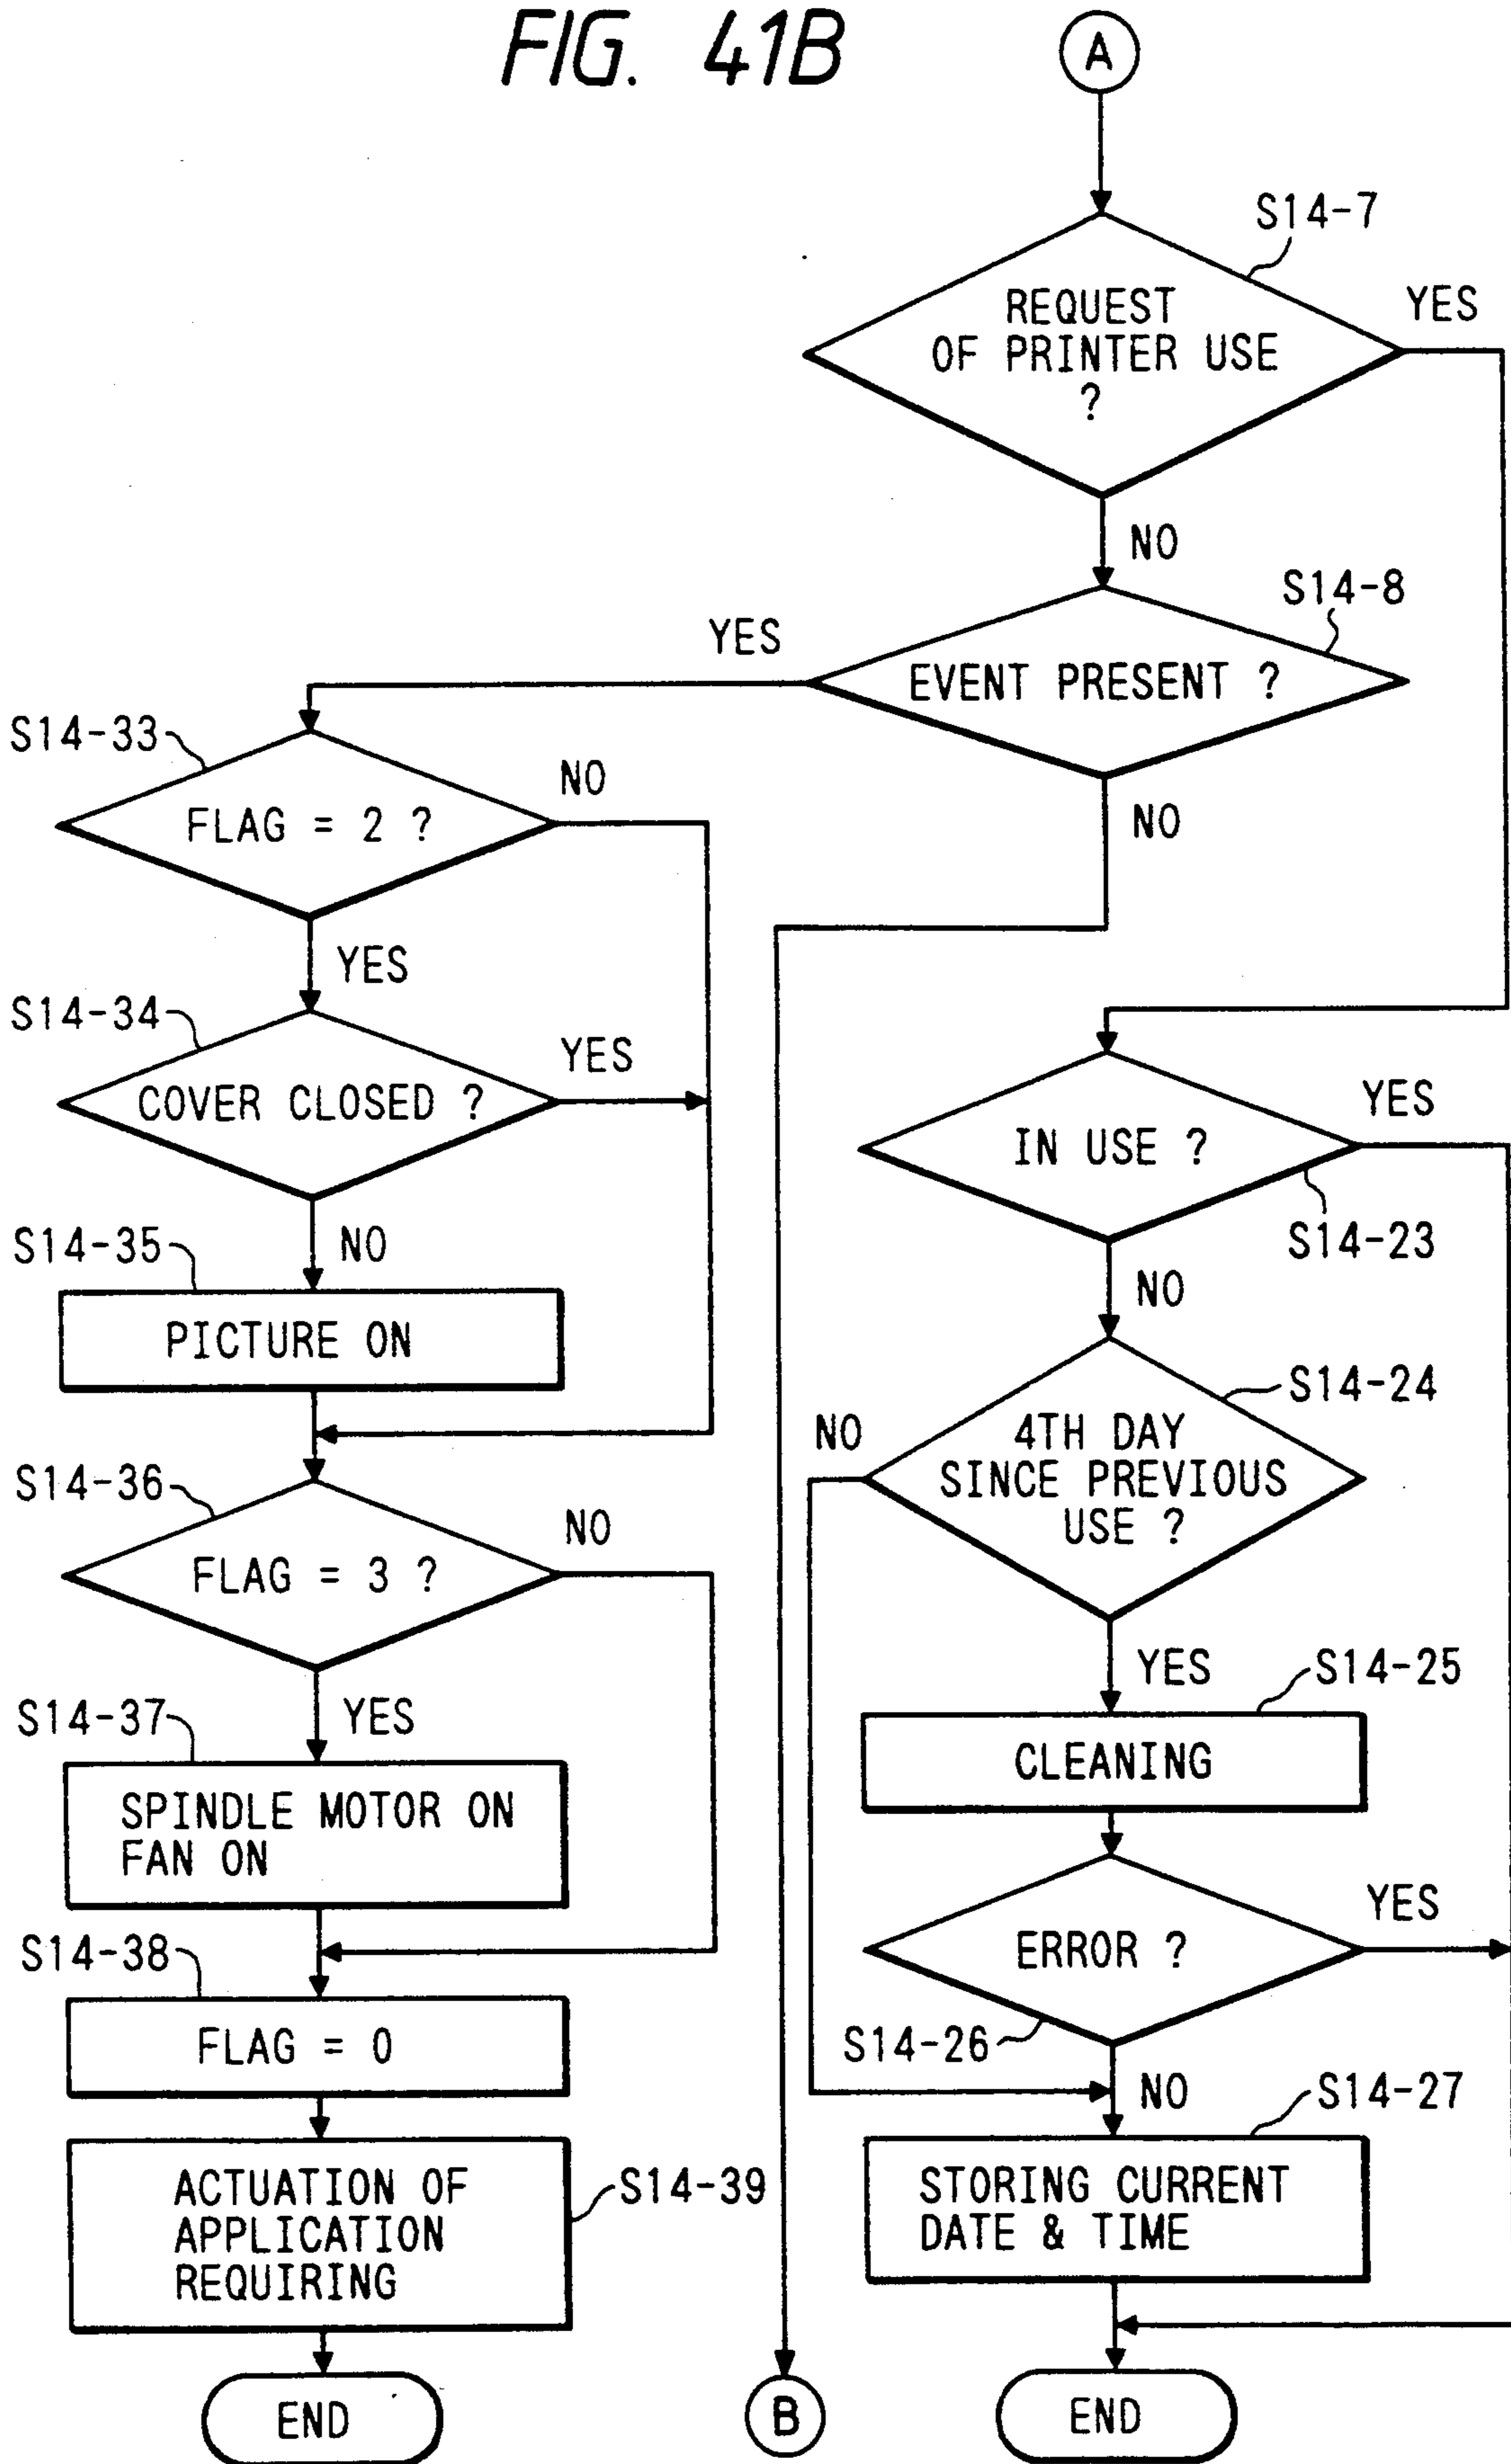 FIG. 41B
A
S14-7
REQUEST
OF PRINTER USE
?
YES
NO
S14-8
EVENT PRESENT ?
YES
NO
S14-33
FLAG = 2 ?
NO
YES
S14-34
COVER CLOSED ?
YES
NO
S14-35
PICTURE ON
S14-36
FLAG = 3 ?
NO
YES
S14-37
SPINDLE MOTOR ON
FAN ON
S14-38
FLAG = 0
ACTUATION OF
APPLICATION
REQUIRING
S14-39
END
B
IN USE ?
YES
S14-23
NO
S14-24
4TH DAY
SINCE PREVIOUS
USE ?
NO
YES
S14-25
CLEANING
ERROR ?
YES
S14-26
NO
S14-27
STORING CURRENT
DATE & TIME
END